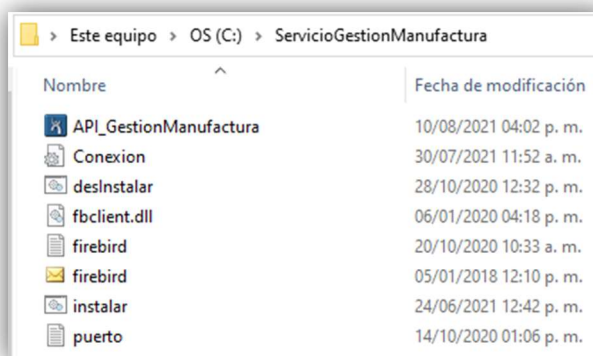 Este equipo > OS (C:) > ServicioGestionManufactura
Nombre Fecha de modificación
API_GestionManufactura 10/08/2021 04:02 p. m.
Conexion 30/07/2021 11:52 a. m.
desInstalar 28/10/2020 12:32 p. m.
fbclient.dll 06/01/2020 04:18 p. m.
firebird 20/10/2020 10:33 a. m.
firebird 05/01/2018 12:10 p. m.
instalar 24/06/2021 12:42 p. m.
puerto 14/10/2020 01:06 p. m.